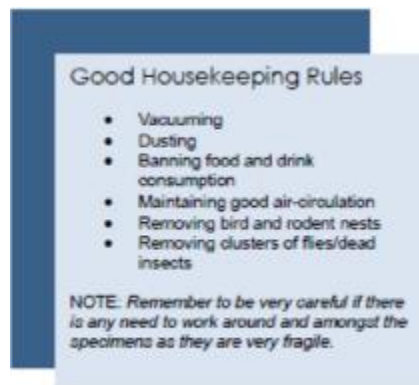 Good Housekeeping Rules
• Vacuuming
• Dusting
• Banning food and drink
consumption
• Maintaining good air-circulation
• Removing bird and rodent nests
• Removing clusters of flies/dead
insects
NOTE: Remember to be very careful if there
is any need to work around and amongst the
specimens as they are very fragile.